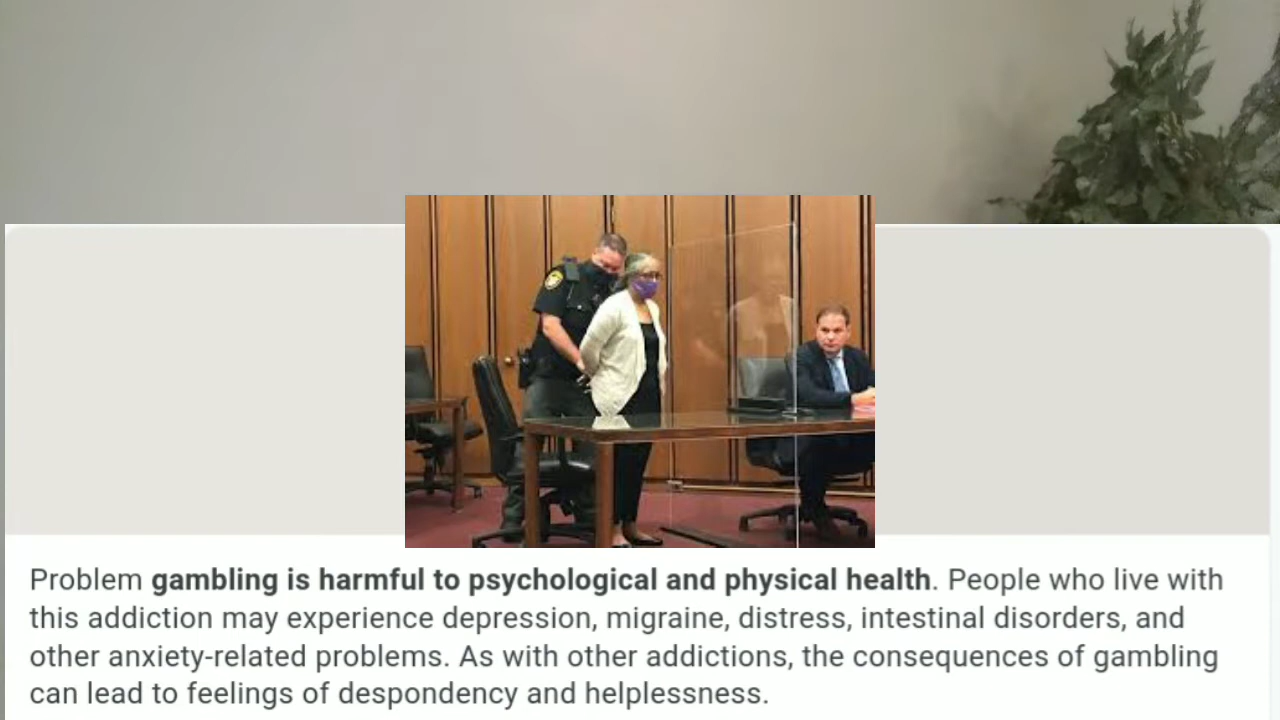 Problem gambling is harmful to psychological and physical health. People who live with
this addiction may experience depression, migraine, distress, intestinal disorders, and
other anxiety-related problems. As with other addictions, the consequences of gambling
can lead to feelings of despondency and helplessness.